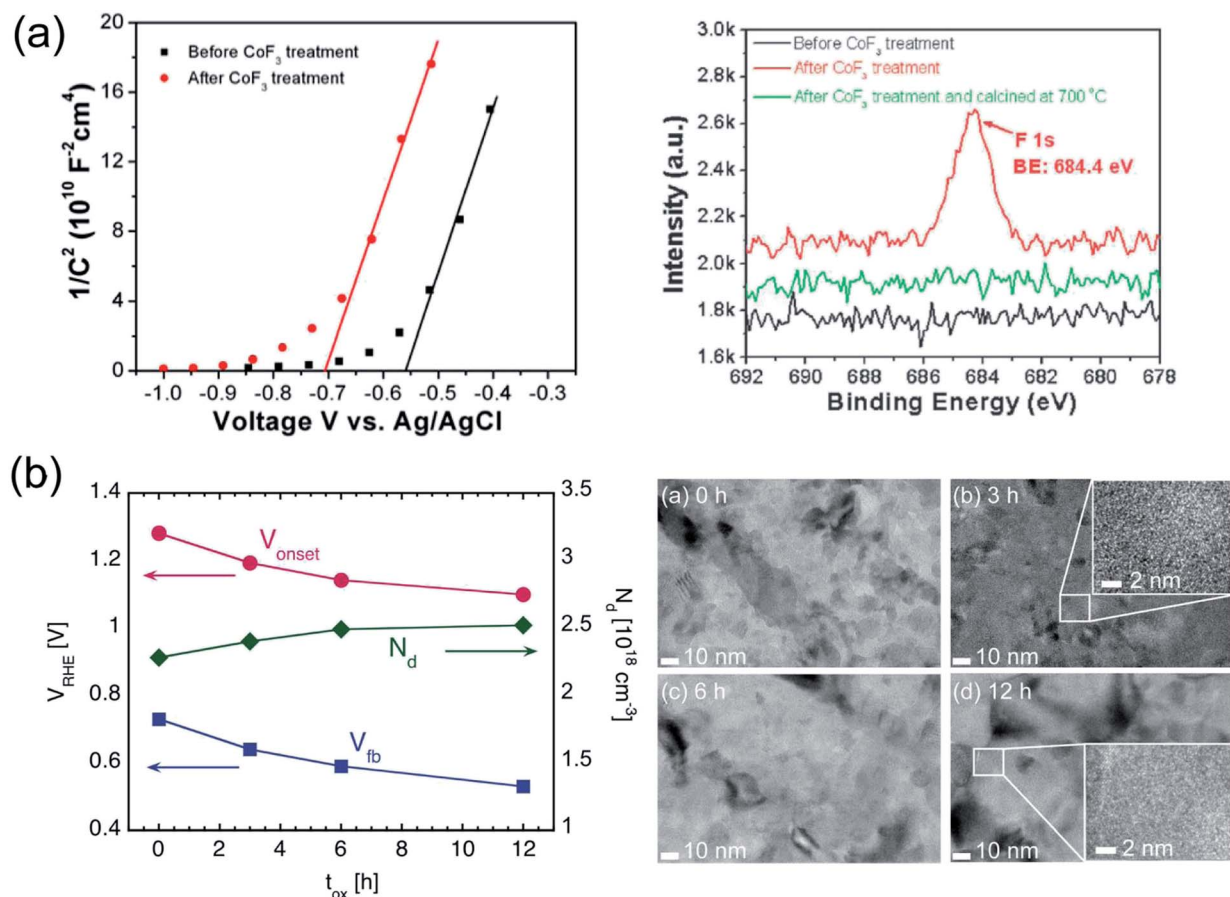 (a)
20
16
12
8
4
0
1/C² (10¹⁰ F⁻²cm⁴)
Before CoF₃ treatment
After CoF₃ treatment
-1.0 -0.9 -0.8 -0.7 -0.6 -0.5 -0.4 -0.3
Voltage V vs. Ag/AgCl
3.0k
2.6k
2.2k
2.0k
1.8k
1.6k
Intensity (a.u.)
Before CoF₃ treatment
After CoF₃ treatment
After CoF₃ treatment and calcined at 700 °C
F 1s
BE: 684.4 eV
692 690 688 686 684 682 680 678
Binding Energy (eV)
(b)
1.4
1.2
1
0.8
0.6
0.4
V_RHE [V]
V_onset
N_d
V_fb
3.5
3
2.5
2
1.5
1
N_d [10¹⁸ cm⁻³]
0 2 4 6 8 10 12
t_ox [h]
(a) 0 h
10 nm
(b) 3 h
2 nm
10 nm
(c) 6 h
10 nm
(d) 12 h
10 nm
2 nm